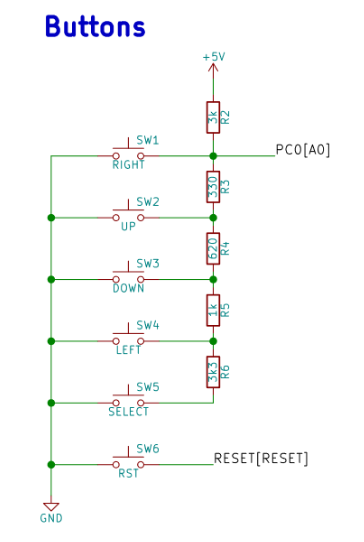 Buttons
+5V
3k R2
SW1
PC0[A0]
RIGHT
330 R3
SW2
UP
620 R4
SW3
DOWN
1k R5
SW4
LEFT
3k3 R6
SW5
SELECT
SW6
RESET[RESET]
RST
GND